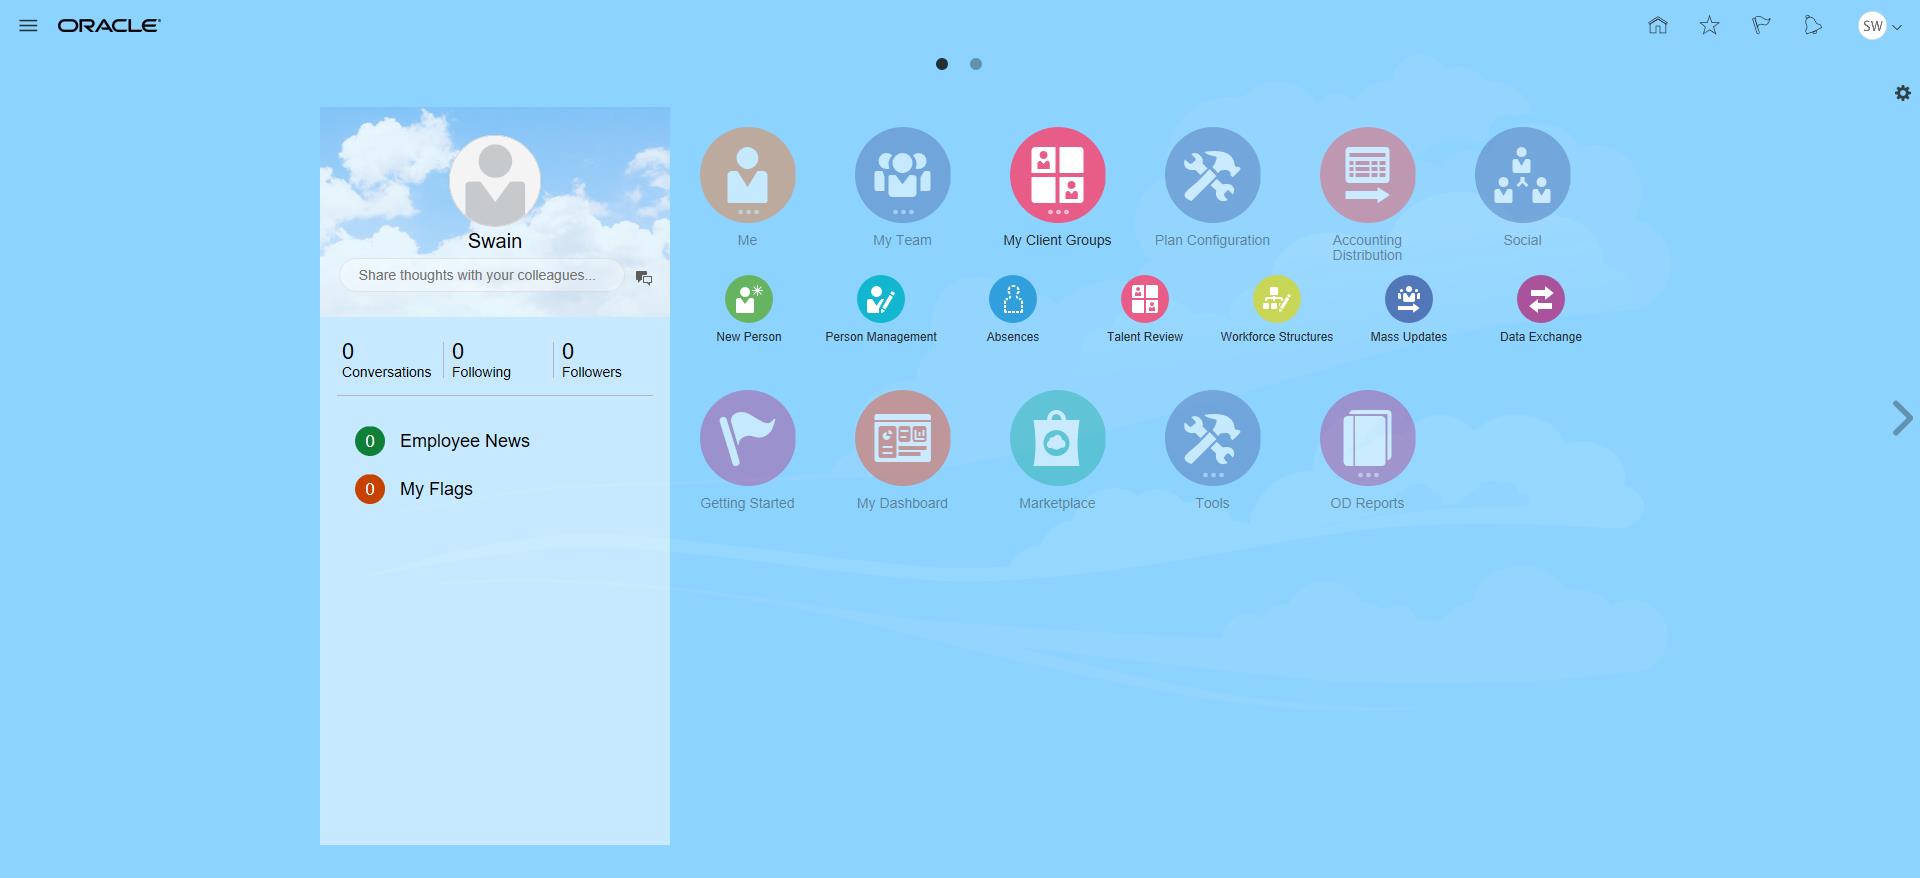 ORACLE
SW
Swain
Share thoughts with your colleagues...
0
Conversations
0
Following
0
Followers
0 Employee News
0 My Flags
Me
My Team
My Client Groups
Plan Configuration
Accounting
Distribution
Social
New Person
Person Management
Absences
Talent Review
Workforce Structures
Mass Updates
Data Exchange
Getting Started
My Dashboard
Marketplace
Tools
OD Reports